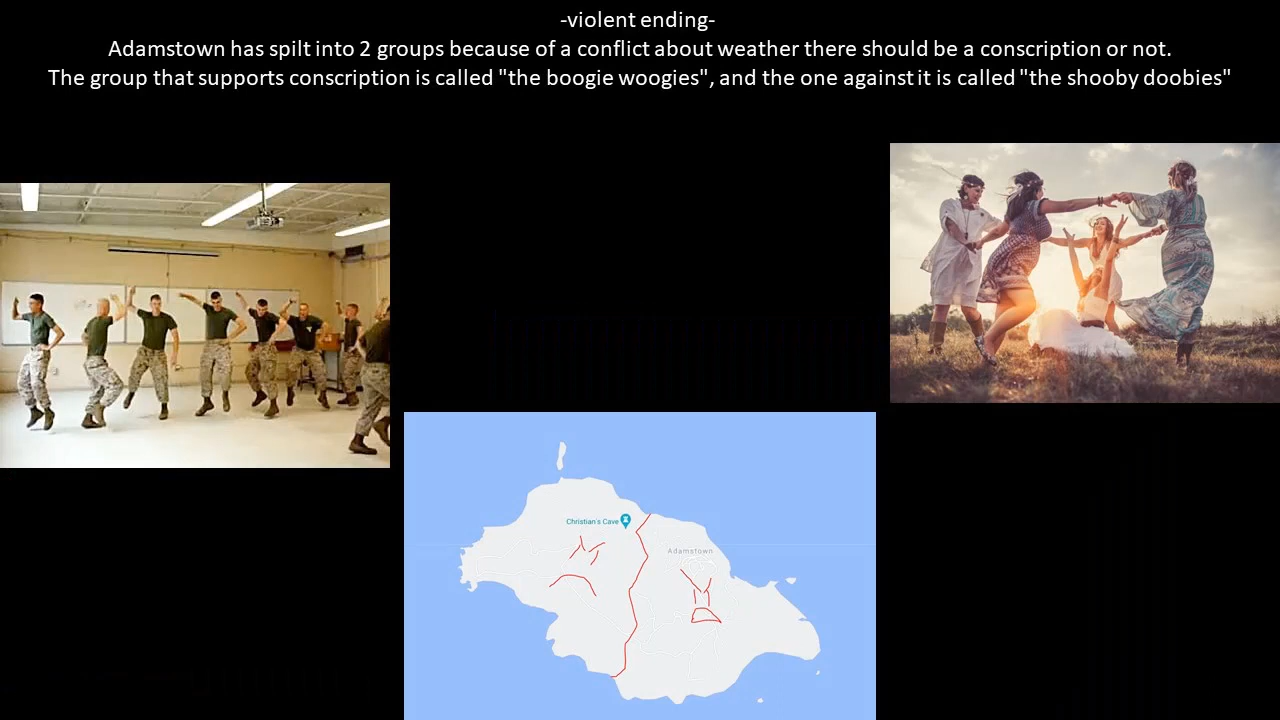 -violent ending-
Adamstown has spilt into 2 groups because of a conflict about weather there should be a conscription or not.
The group that supports conscription is called "the boogie woogies", and the one against it is called "the shooby doobies"
Christian's Cave
Adamstown